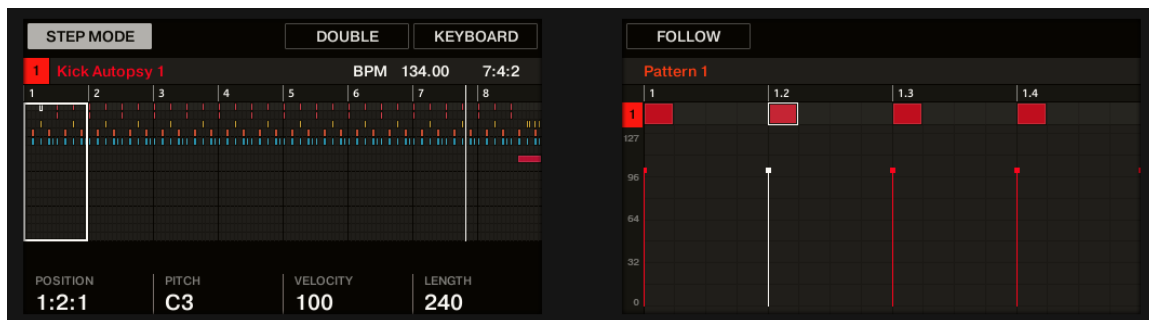 STEP MODE DOUBLE KEYBOARD
1 Kick Autopsy 1 BPM 134.00 7:4:2
1 2 3 4 5 6 7 8
POSITION PITCH VELOCITY LENGTH
1:2:1 C3 100 240
FOLLOW
Pattern 1
1 1.2 1.3 1.4
1
127
96
64
32
0